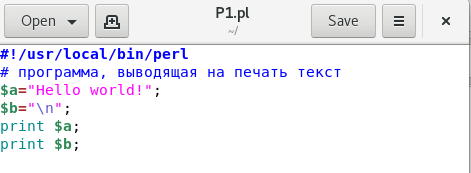 Open
P1.pl
~/
Save
#!/usr/local/bin/perl
# программа, выводящая на печать текст
$a="Hello world!";
$b="\n";
print $a;
print $b;